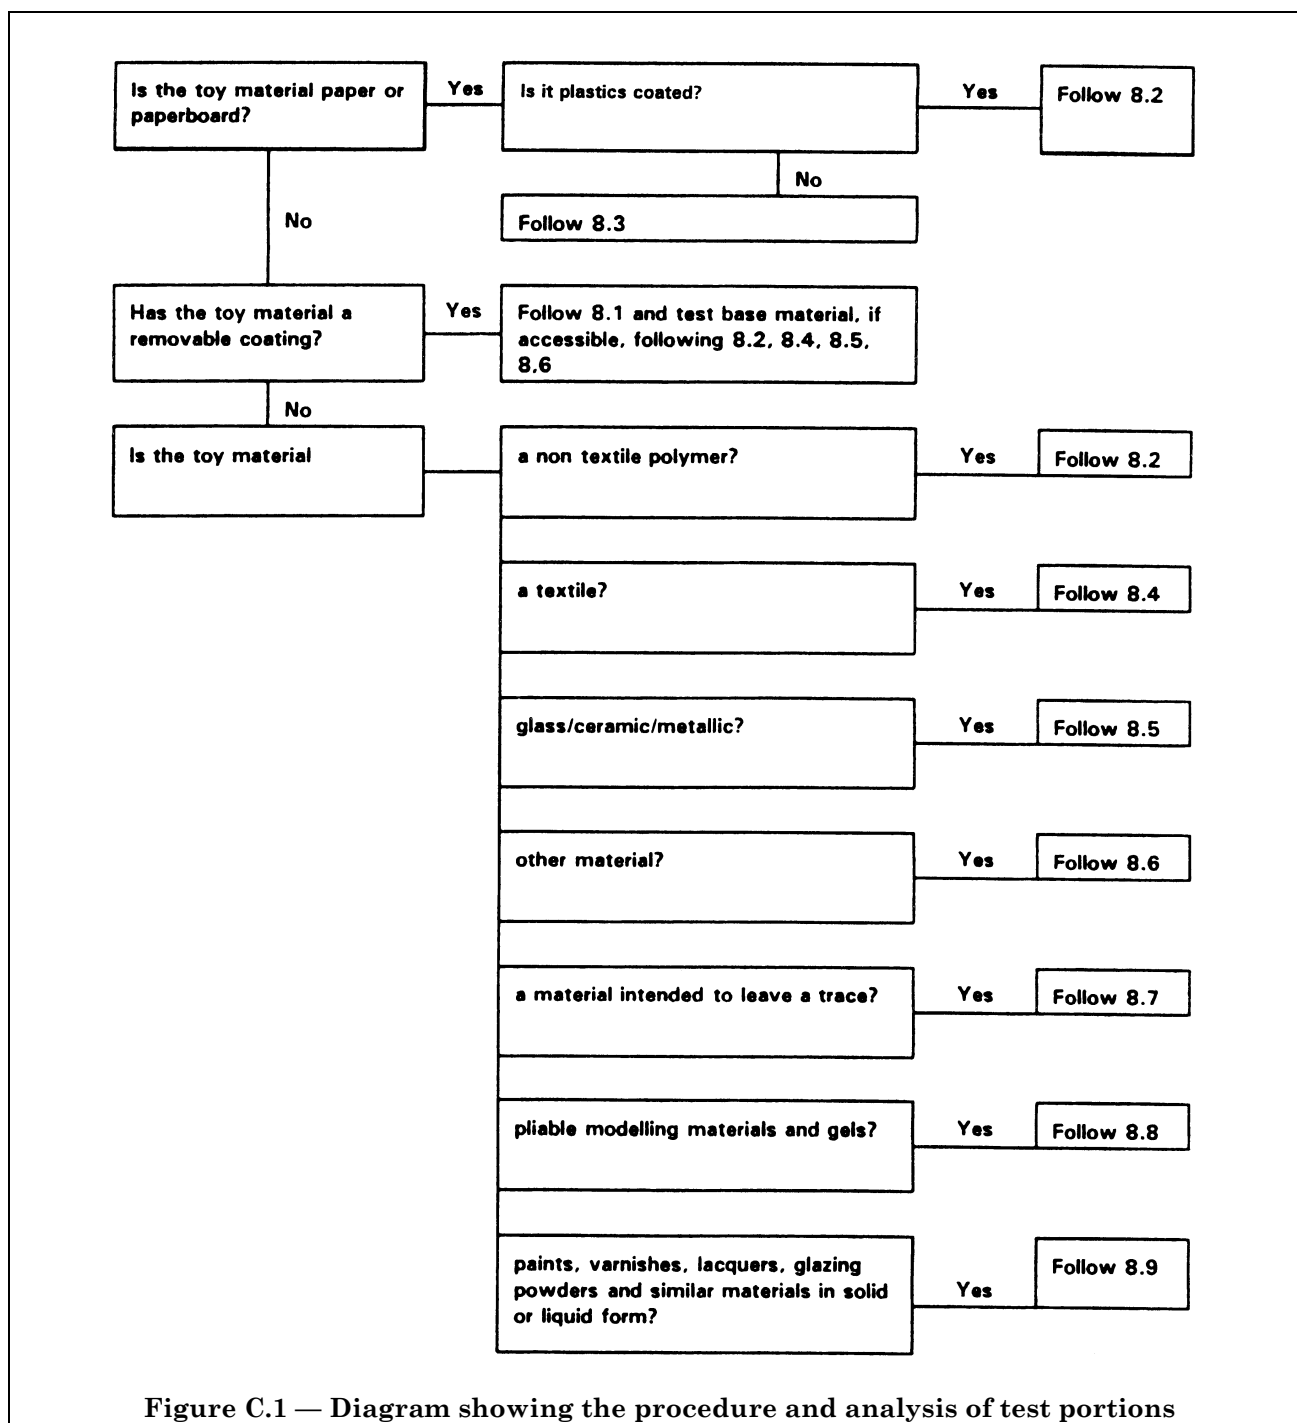 Is the toy material paper or
paperboard?
Yes
Is it plastics coated?
Yes
Follow 8.2
No
Follow 8.3
No
Has the toy material a
removable coating?
Yes
Follow 8.1 and test base material, if
accessible, following 8.2, 8.4, 8.5,
8.6
No
Is the toy material
a non textile polymer?
Yes
Follow 8.2
a textile?
Yes
Follow 8.4
glass/ceramic/metallic?
Yes
Follow 8.5
other material?
Yes
Follow 8.6
a material intended to leave a trace?
Yes
Follow 8.7
pliable modelling materials and gels?
Yes
Follow 8.8
paints, varnishes, lacquers, glazing
powders and similar materials in solid
or liquid form?
Yes
Follow 8.9
Figure C.1 — Diagram showing the procedure and analysis of test portions